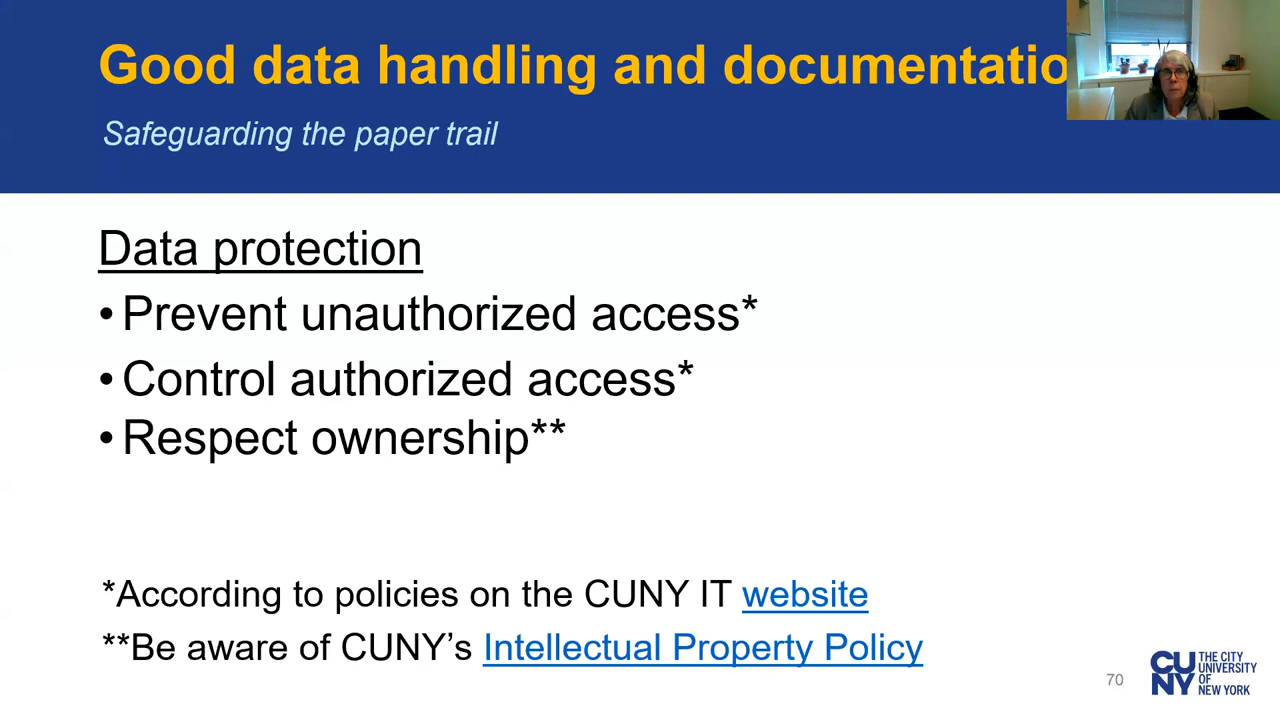 Good data handling and documentatio
Safeguarding the paper trail
Data protection
•Prevent unauthorized access*
•Control authorized access*
•Respect ownership**
*According to policies on the CUNY IT website
**Be aware of CUNY’s Intellectual Property Policy
70
CU
NY
THE CITY
UNIVERSITY
OF
NEW YORK